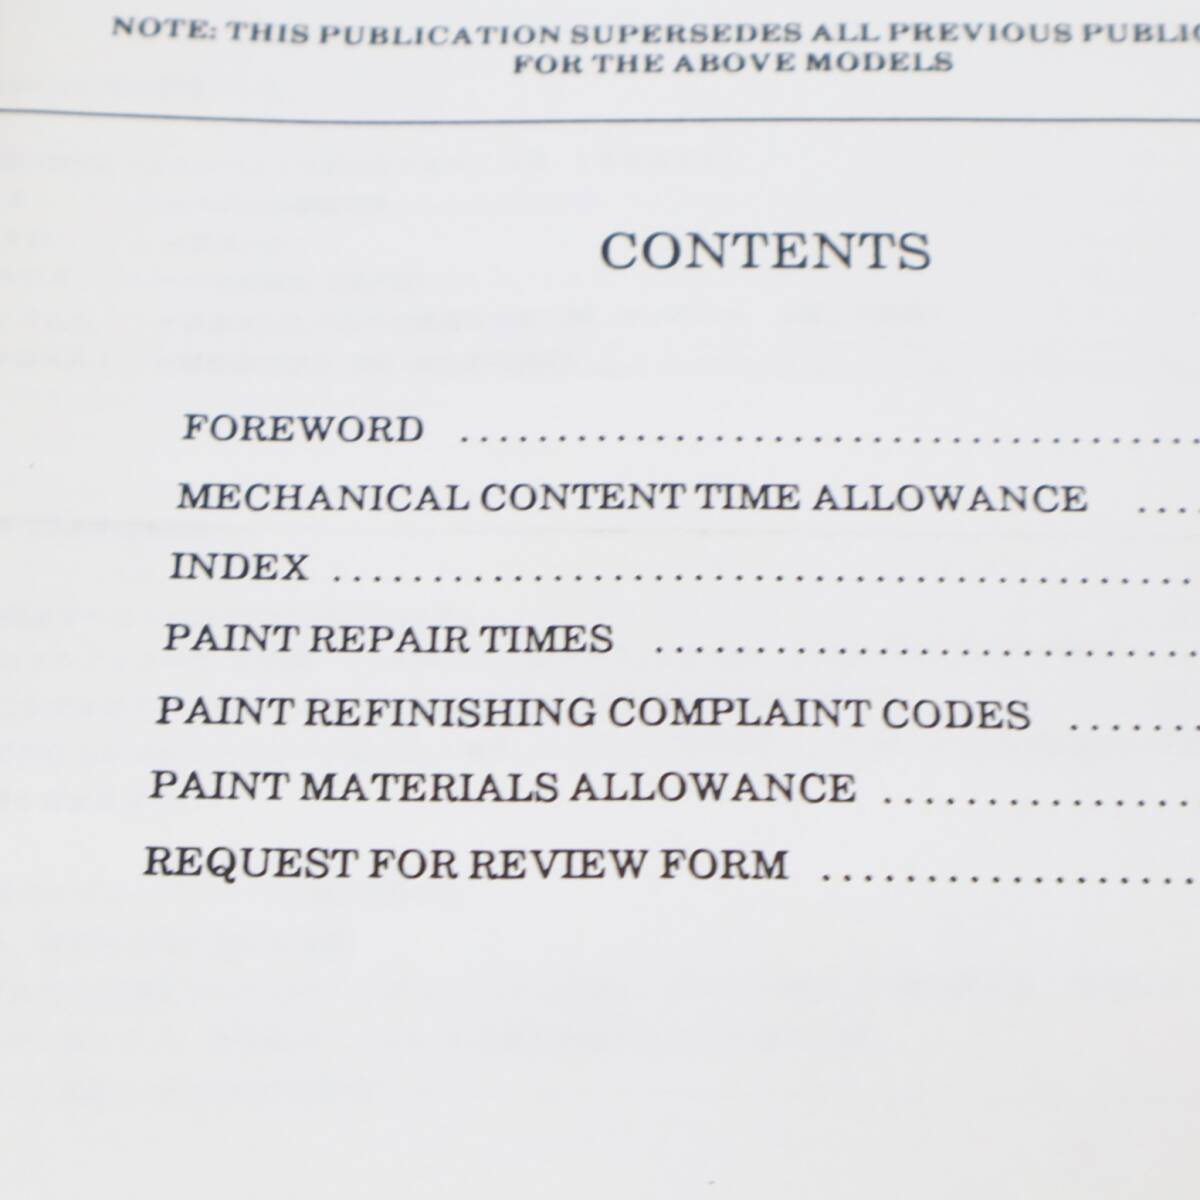 NOTE: THIS PUBLICATION SUPERSEDES ALL PREVIOUS PUBLIC
FOR THE ABOVE MODELS
CONTENTS
FOREWORD ......................................
MECHANICAL CONTENT TIME ALLOWANCE ....
INDEX ............................................
PAINT REPAIR TIMES ............................
PAINT REFINISHING COMPLAINT CODES .......
PAINT MATERIALS ALLOWANCE ................
REQUEST FOR REVIEW FORM ...................